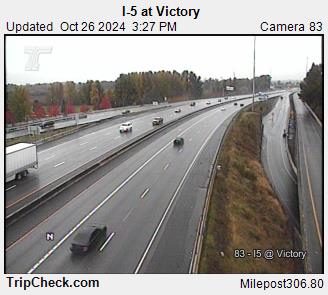 I-5 at Victory
Updated Oct 26 2024 3:27 PM Camera 83
TR
N
83 - I5 @ Victory
TripCheck.com Milepost306.80